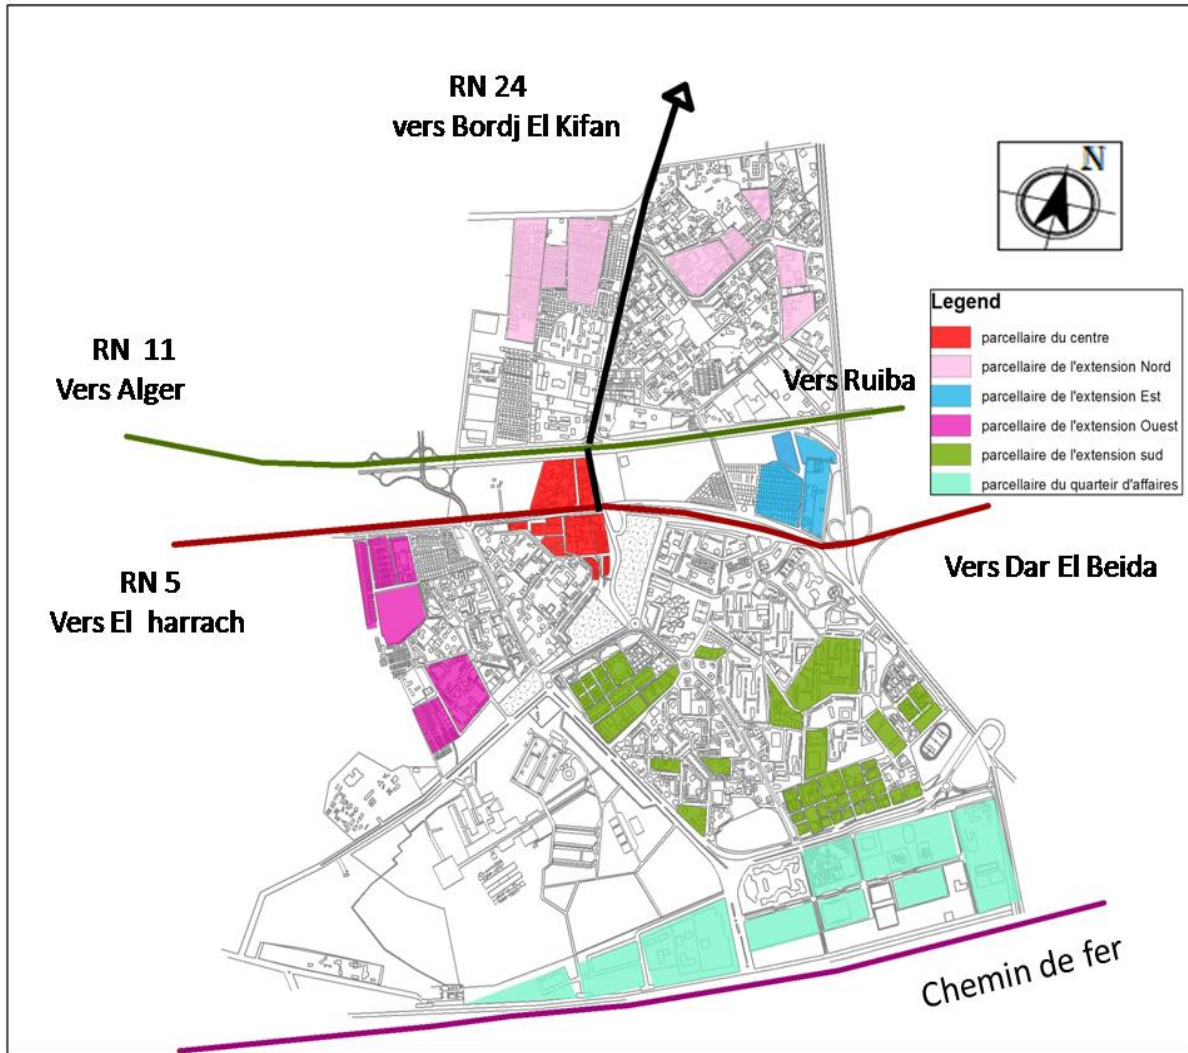 RN 24
vers Bordj El Kifan
N
RN 11
Vers Alger
Vers Ruiba
Legend
parcellaire du centre
parcellaire de l'extension Nord
parcellaire de l'extension Est
parcellaire de l'extension Ouest
parcellaire de l'extension sud
parcellaire du quarteir d'affaires
RN 5
Vers El harrach
Vers Dar El Beida
Chemin de fer